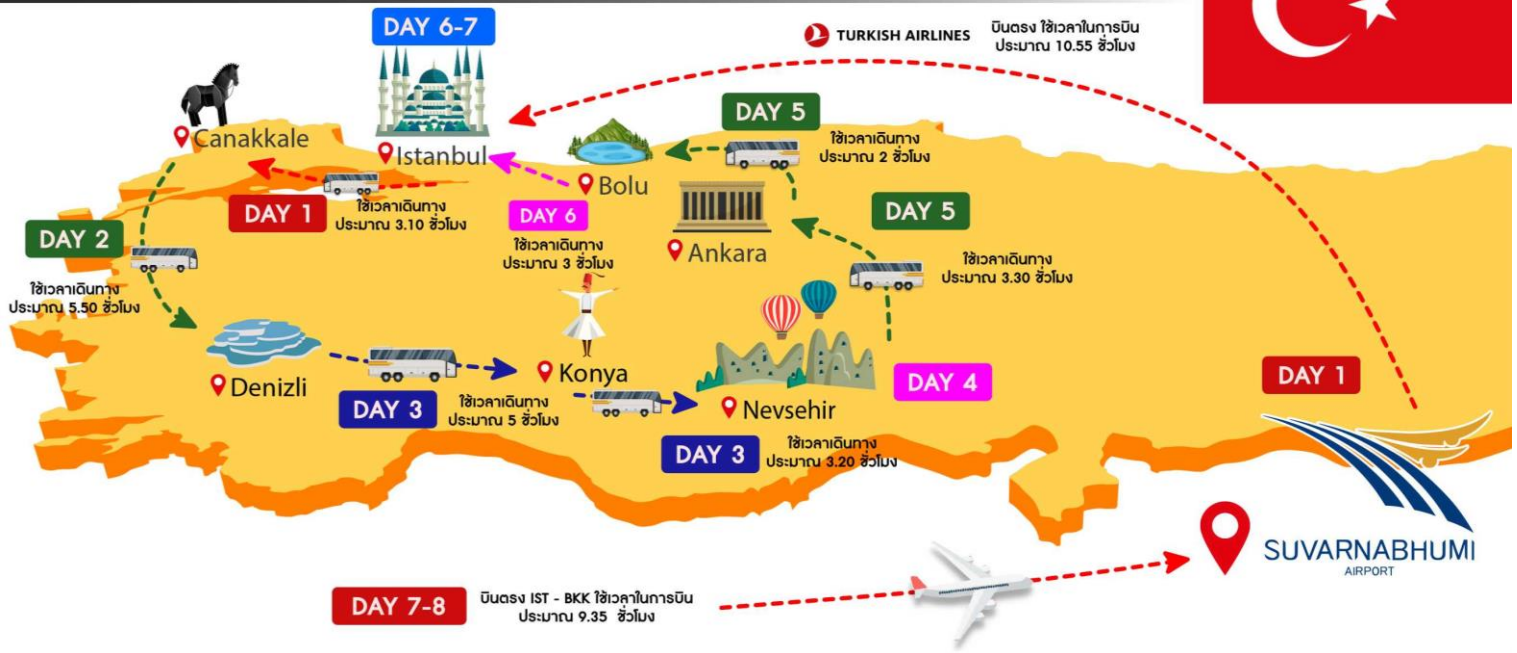 DAY 6-7
TURKISH AIRLINES
บินตรง ใช้เวลาในการบิน
ประมาณ 10.55 ชั่วโมง
Canakkale
Istanbul
Bolu
DAY 5
ใช้เวลาเดินทาง
ประมาณ 2 ชั่วโมง
DAY 1
ใช้เวลาเดินทาง
ประมาณ 3.10 ชั่วโมง
DAY 6
ใช้เวลาเดินทาง
ประมาณ 3 ชั่วโมง
Ankara
DAY 5
ใช้เวลาเดินทาง
ประมาณ 3.30 ชั่วโมง
DAY 2
ใช้เวลาเดินทาง
ประมาณ 5.50 ชั่วโมง
Denizli
DAY 3
ใช้เวลาเดินทาง
ประมาณ 5 ชั่วโมง
Konya
Nevsehir
DAY 4
DAY 3
ใช้เวลาเดินทาง
ประมาณ 3.20 ชั่วโมง
DAY 1
SUVARNABHUMI
AIRPORT
DAY 7-8
บินตรง IST - BKK ใช้เวลาในการบิน
ประมาณ 9.35 ชั่วโมง